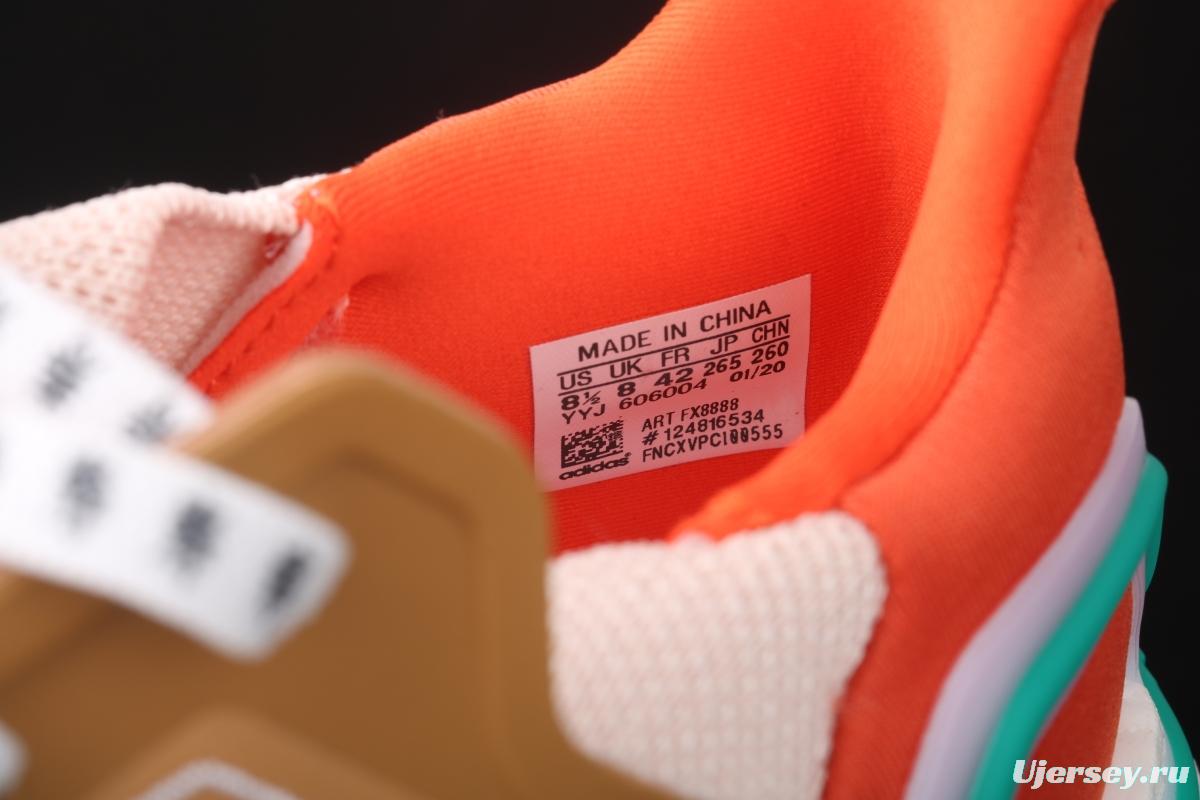 MADE IN CHINA
US UK FR JP CHN
8½ 8 42 265 260
YYJ 606004 01/20
ART FX8888
# 124816534
FNCXVPCI00555
adidas
Ujersey.ru